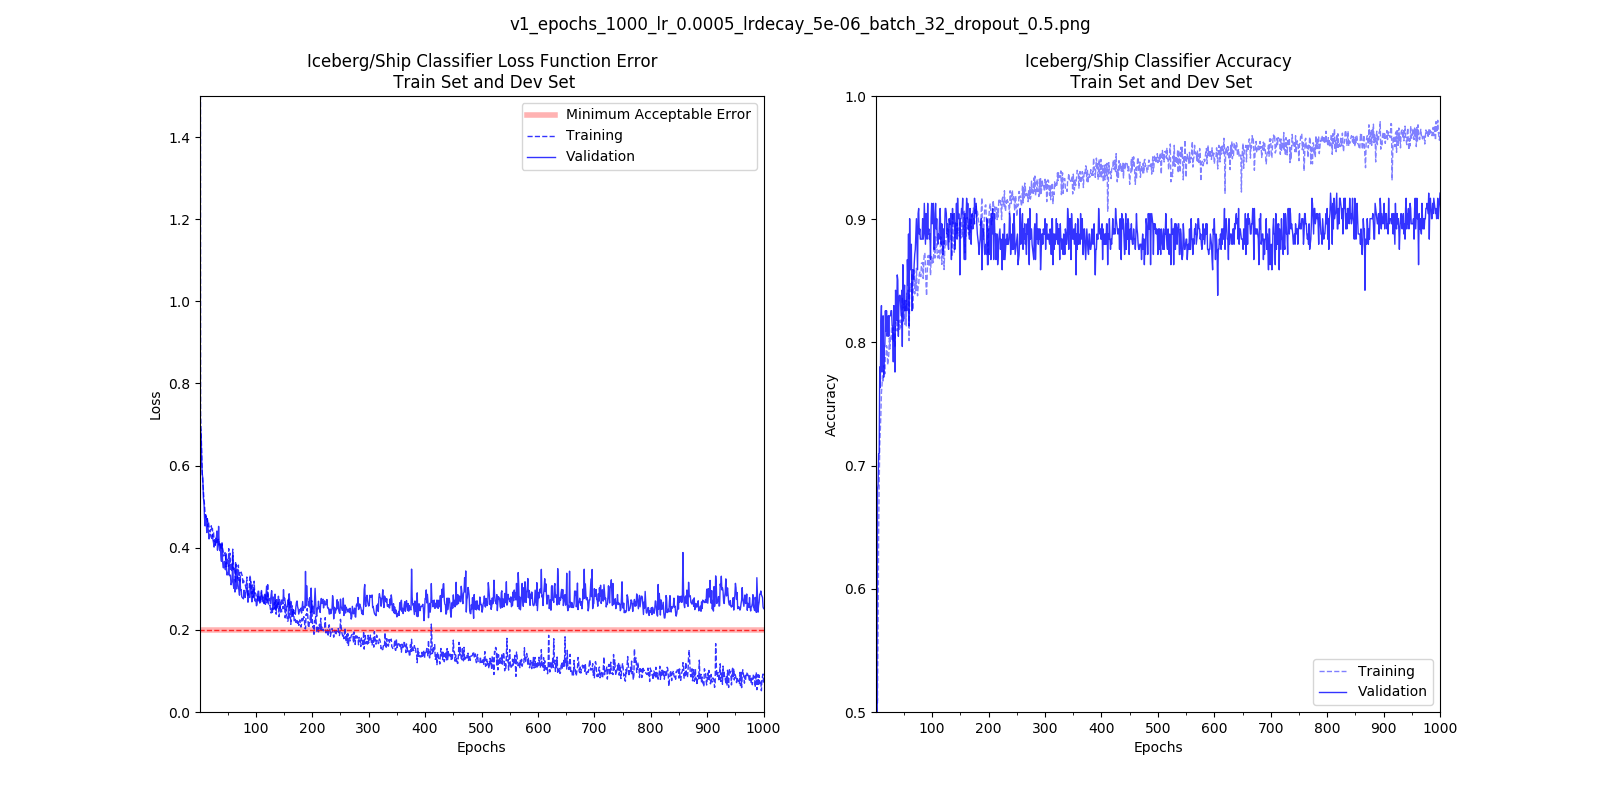 v1_epochs_1000_lr_0.0005_lrdecay_5e-06_batch_32_dropout_0.5.png
Iceberg/Ship Classifier Loss Function Error
Train Set and Dev Set
1.4
1.2
1.0
0.8
0.6
0.4
0.2
0.0
Loss
Minimum Acceptable Error
Training
Validation
100 200 300 400 500 600 700 800 900 1000
Epochs
Iceberg/Ship Classifier Accuracy
Train Set and Dev Set
1.0
0.9
0.8
0.7
0.6
0.5
Accuracy
Training
Validation
100 200 300 400 500 600 700 800 900 1000
Epochs